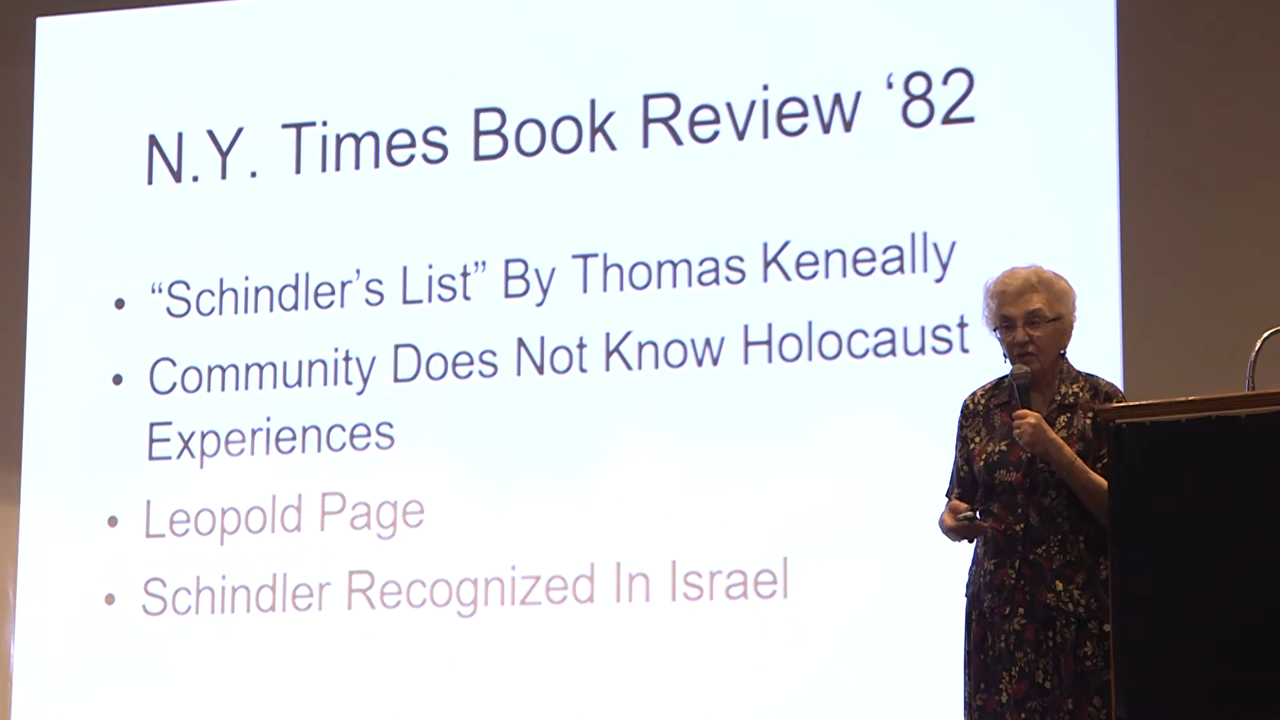 N.Y. Times Book Review ‘82
• “Schindler’s List” By Thomas Keneally
• Community Does Not Know Holocaust
Experiences
• Leopold Page
• Schindler Recognized In Israel